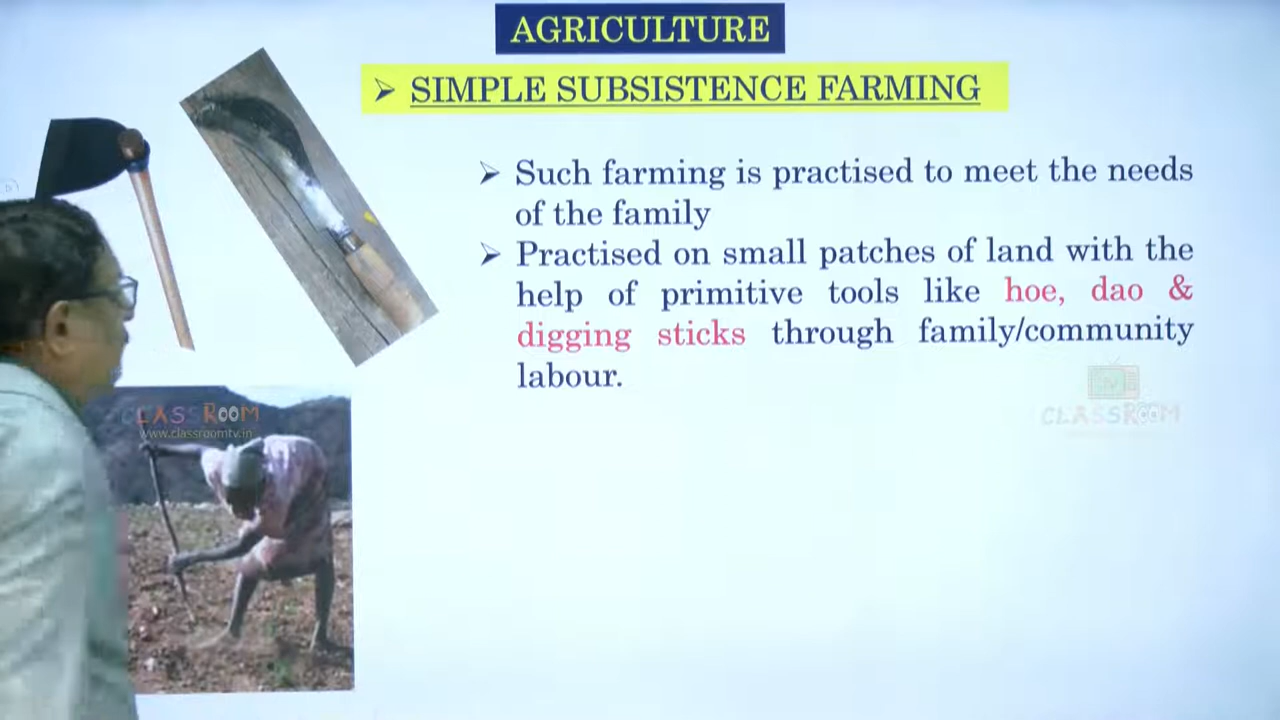 AGRICULTURE
➤ SIMPLE SUBSISTENCE FARMING
➤ Such farming is practised to meet the needs
of the family
➤ Practised on small patches of land with the
help of primitive tools like hoe, dao &
digging sticks through family/community
labour.
CLASSROOM
www.classroomtv.in
TV
CLASSROOM